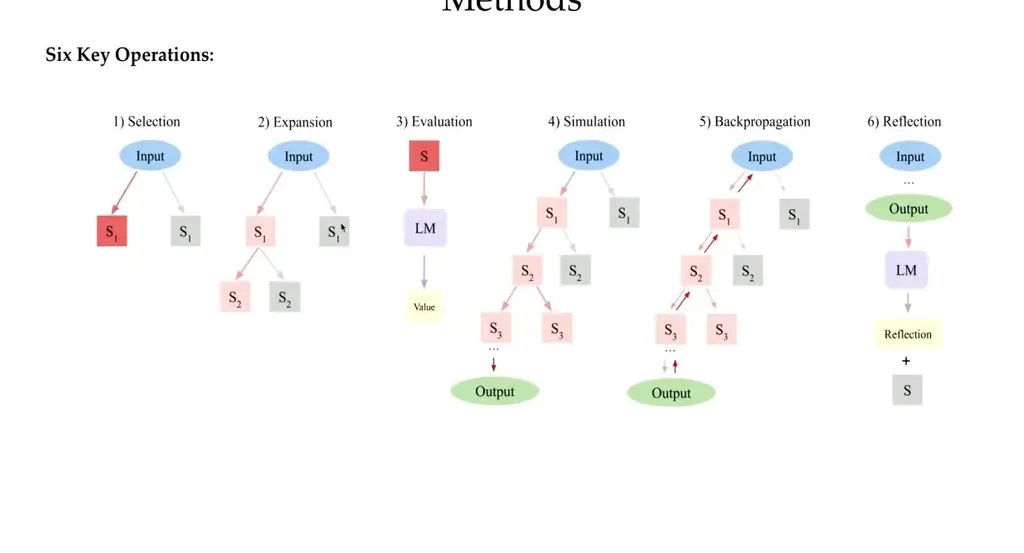 Methods
Six Key Operations:
1) Selection
Input
S1
S1
2) Expansion
Input
S1
S1
S2
S2
3) Evaluation
S
LM
Value
4) Simulation
Input
S1
S1
S2
S2
S3
S3
...
Output
5) Backpropagation
Input
S1
S1
S2
S2
S3
S3
...
Output
6) Reflection
Input
...
Output
LM
Reflection
+
S